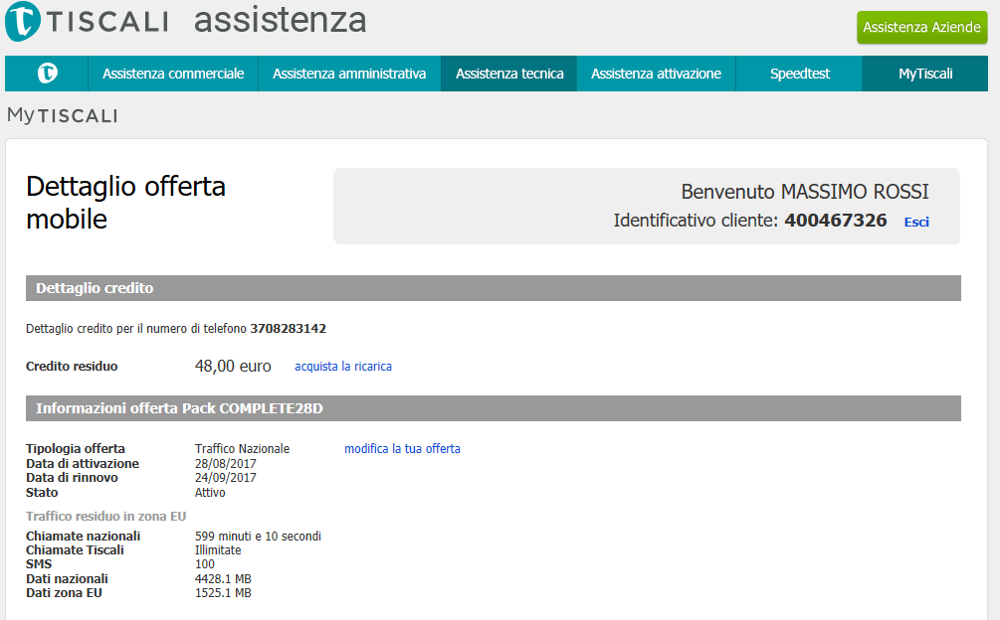 TISCALI assistenza
Assistenza Aziende
Assistenza commerciale Assistenza amministrativa Assistenza tecnica Assistenza attivazione Speedtest MyTiscali
MyTISCALI
Dettaglio offerta
mobile
Benvenuto MASSIMO ROSSI
Identificativo cliente: 400467326 Esci
Dettaglio credito
Dettaglio credito per il numero di telefono 3708283142
Credito residuo 48,00 euro acquista la ricarica
Informazioni offerta Pack COMPLETE28D
Tipologia offerta Traffico Nazionale modifica la tua offerta
Data di attivazione 28/08/2017
Data di rinnovo 24/09/2017
Stato Attivo
Traffico residuo in zona EU
Chiamate nazionali 599 minuti e 10 secondi
Chiamate Tiscali Illimitate
SMS 100
Dati nazionali 4428.1 MB
Dati zona EU 1525.1 MB